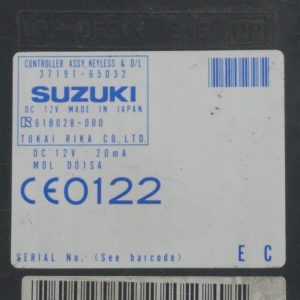 CONTROLLER ASSY, KEYLESS & D/L
37191-65D32
SUZUKI
DC 12V MADE IN JAPAN
618028-000
TOKAI RIKA CO., LTD.
DC 12V : 20mA
MDL D01SA
CE0122
SERIAL No. (See barcode)
E C